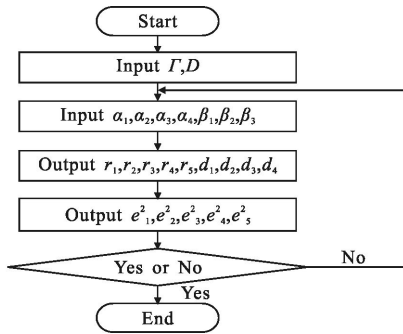 Start
Input Γ,D
Input α₁,α₂,α₃,α₄,β₁,β₂,β₃
Output r₁,r₂,r₃,r₄,r₅,d₁,d₂,d₃,d₄
Output e²₁,e²₂,e²₃,e²₄,e²₅
Yes or No
No
Yes
End